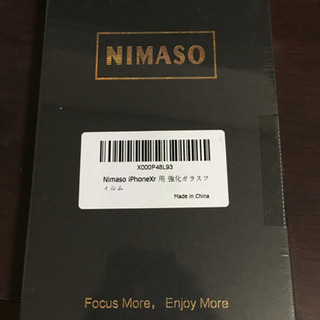 NIMASO
X000P45L93
Nimaso iPhoneXr 用 強化ガラスフ
ィルム
Made in China
Focus More, Enjoy More